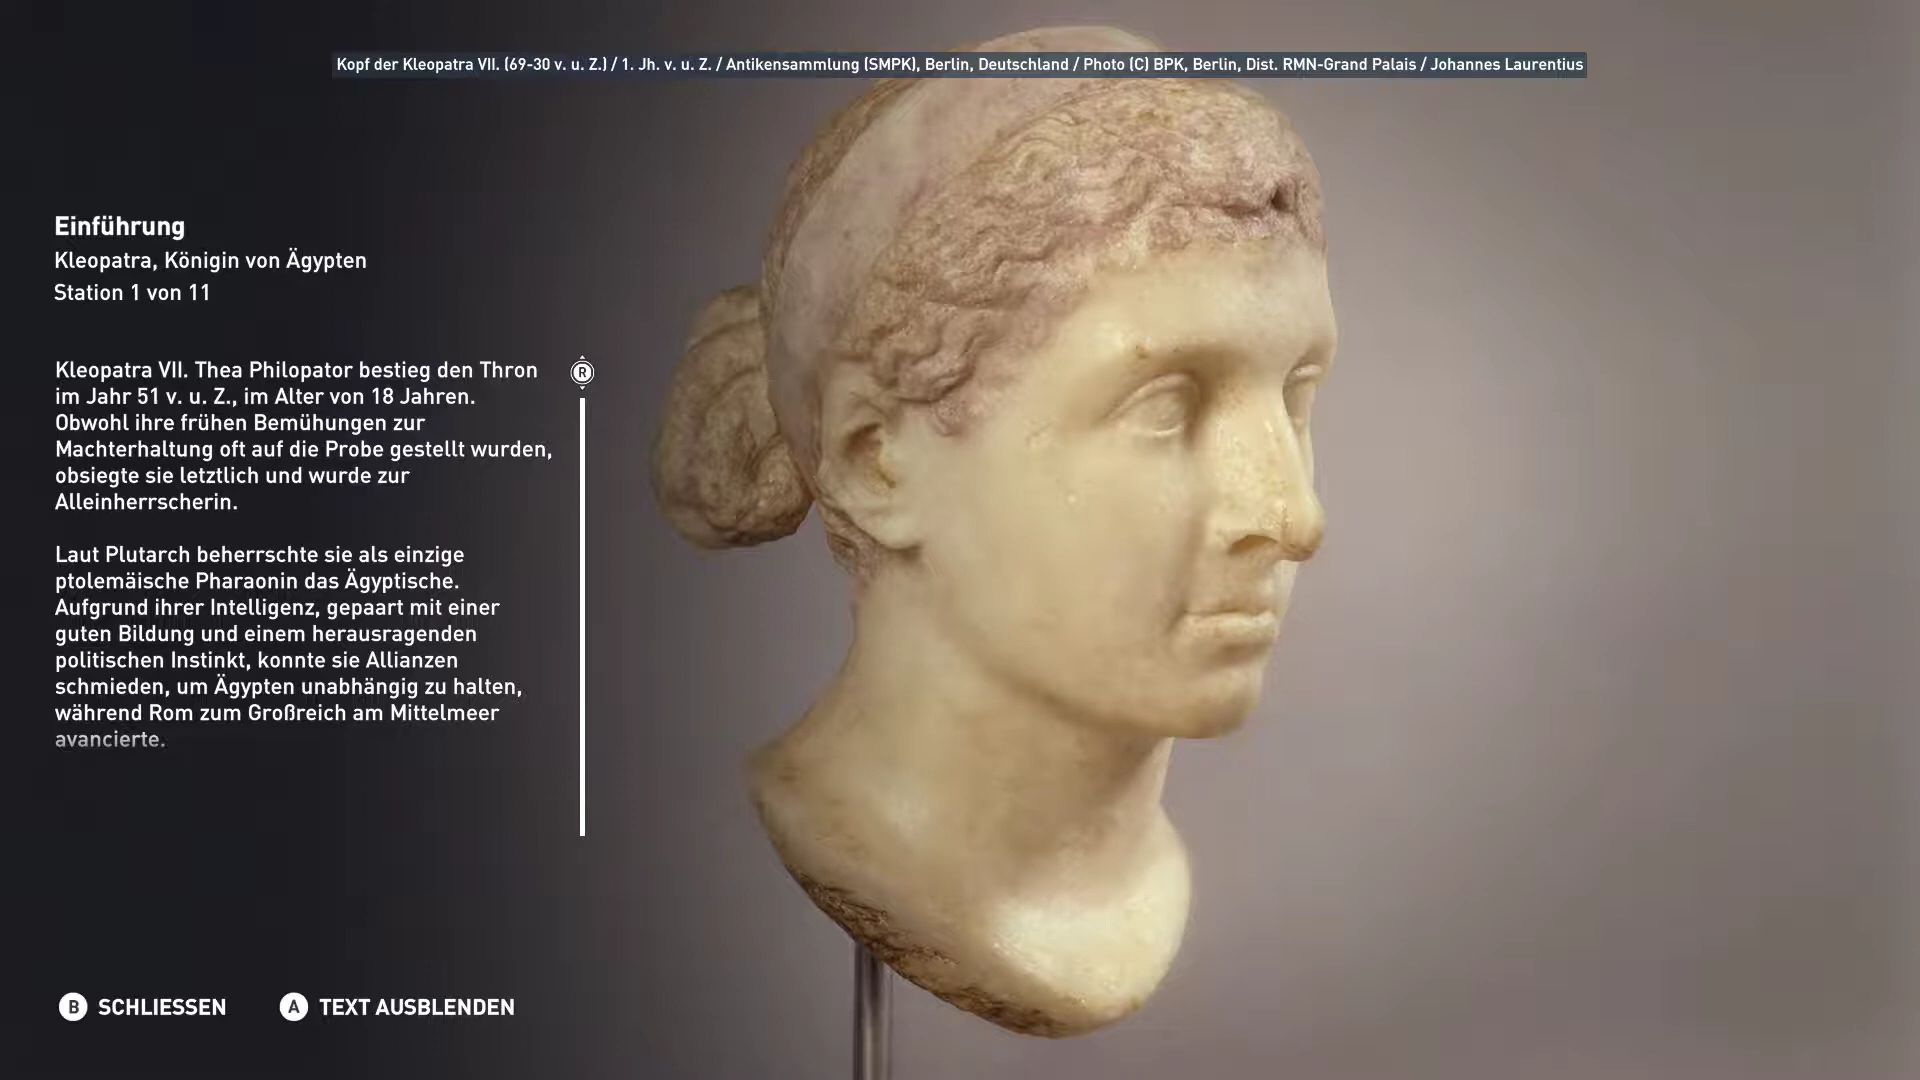 Kopf der Kleopatra VII. (69-30 v. u. Z.) / 1. Jh. v. u. Z. / Antikensammlung (SMPK), Berlin, Deutschland / Photo (C) BPK, Berlin, Dist. RMN-Grand Palais / Johannes Laurentius
Einführung
Kleopatra, Königin von Ägypten
Station 1 von 11
Kleopatra VII. Thea Philopator bestieg den Thron
im Jahr 51 v. u. Z., im Alter von 18 Jahren.
Obwohl ihre frühen Bemühungen zur
Machterhaltung oft auf die Probe gestellt wurden,
obsiegte sie letztlich und wurde zur
Alleinherrscherin.
Laut Plutarch beherrschte sie als einzige
ptolemäische Pharaonin das Ägyptische.
Aufgrund ihrer Intelligenz, gepaart mit einer
guten Bildung und einem herausragenden
politischen Instinkt, konnte sie Allianzen
schmieden, um Ägypten unabhängig zu halten,
während Rom zum Großreich am Mittelmeer
avancierte.
R
B SCHLIESSEN A TEXT AUSBLENDEN